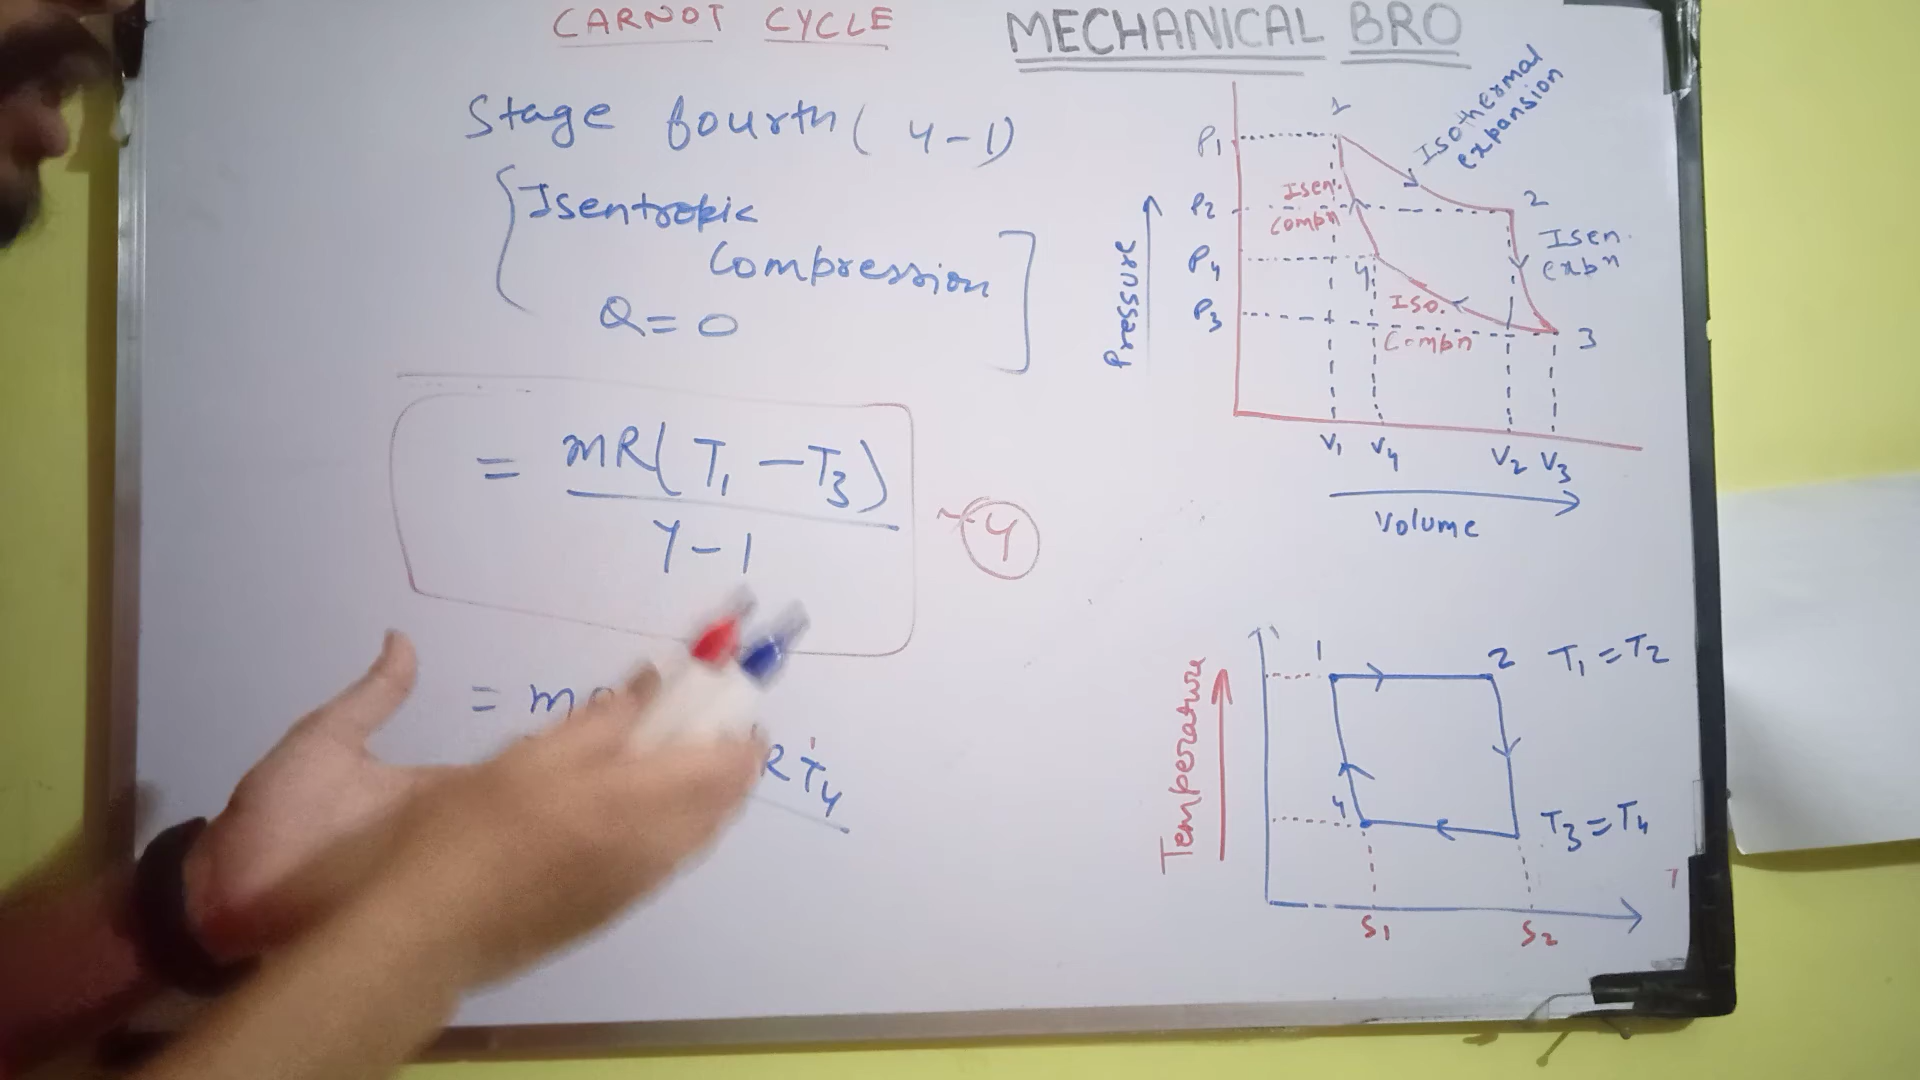 CARNOT CYCLE
MECHANICAL BRO
Stage fourth (4-1)
Isentropic
Compression
Q = 0
= mR(T1 - T3)
γ - 1
~ 4
= m
R T4
Pressure
P1
P2
P4
P3
1
2
3
4
Isothermal
expansion
Isen.
Compn
Isen.
expn
Iso.
Compn
V1 V4 V2 V3
Volume
Temperature
1
2
4
T1 = T2
T3 = T4
S1
S2